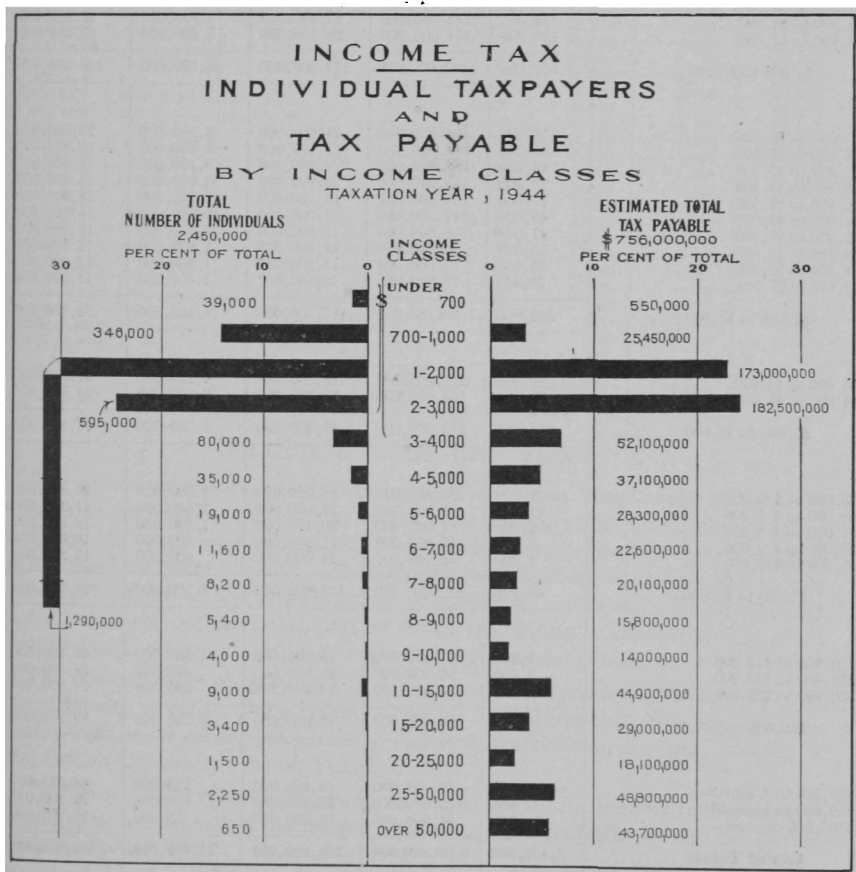 INCOME TAX
INDIVIDUAL TAXPAYERS
AND
TAX PAYABLE
BY INCOME CLASSES
TAXATION YEAR, 1944
TOTAL
NUMBER OF INDIVIDUALS
2,450,000
PER CENT OF TOTAL
INCOME
CLASSES
ESTIMATED TOTAL
TAX PAYABLE
$756,000,000
PER CENT OF TOTAL
30 20 10 0 0 10 20 30
UNDER
39,000 $ 700 550,000
346,000 700-1,000 25,450,000
1-2,000 173,000,000
2-3,000 182,500,000
595,000
80,000 3-4,000 52,100,000
35,000 4-5,000 37,100,000
19,000 5-6,000 28,300,000
11,600 6-7,000 22,600,000
8,200 7-8,000 20,100,000
5,400 8-9,000 15,800,000
1,290,000
4,000 9-10,000 14,000,000
9,000 10-15,000 44,900,000
3,400 15-20,000 29,000,000
1,500 20-25,000 18,100,000
2,250 25-50,000 48,800,000
650 OVER 50,000 43,700,000